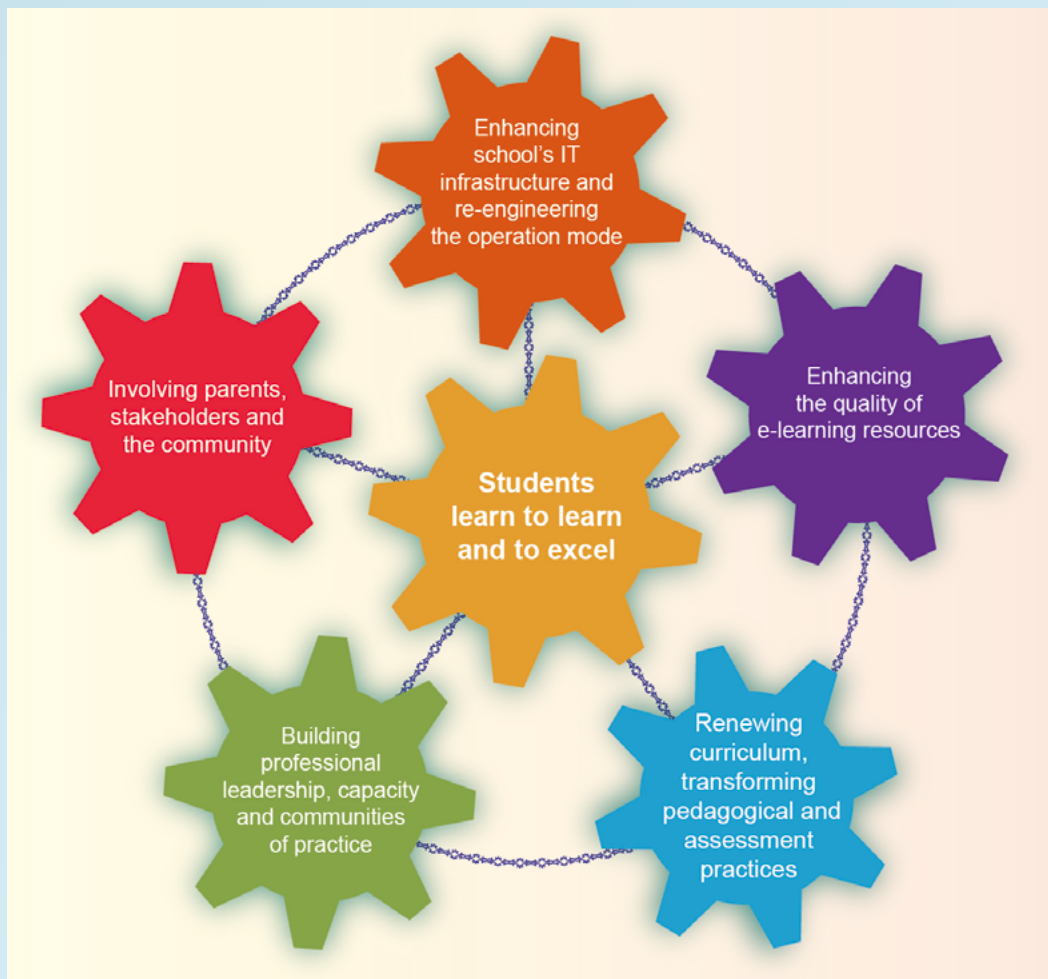 Enhancing
school's IT
infrastructure and
re-engineering
the operation mode
Involving parents,
stakeholders and
the community
Enhancing
the quality of
e-learning resources
Students
learn to learn
and to excel
Building
professional
leadership, capacity
and communities
of practice
Renewing
curriculum,
transforming
pedagogical and
assessment
practices